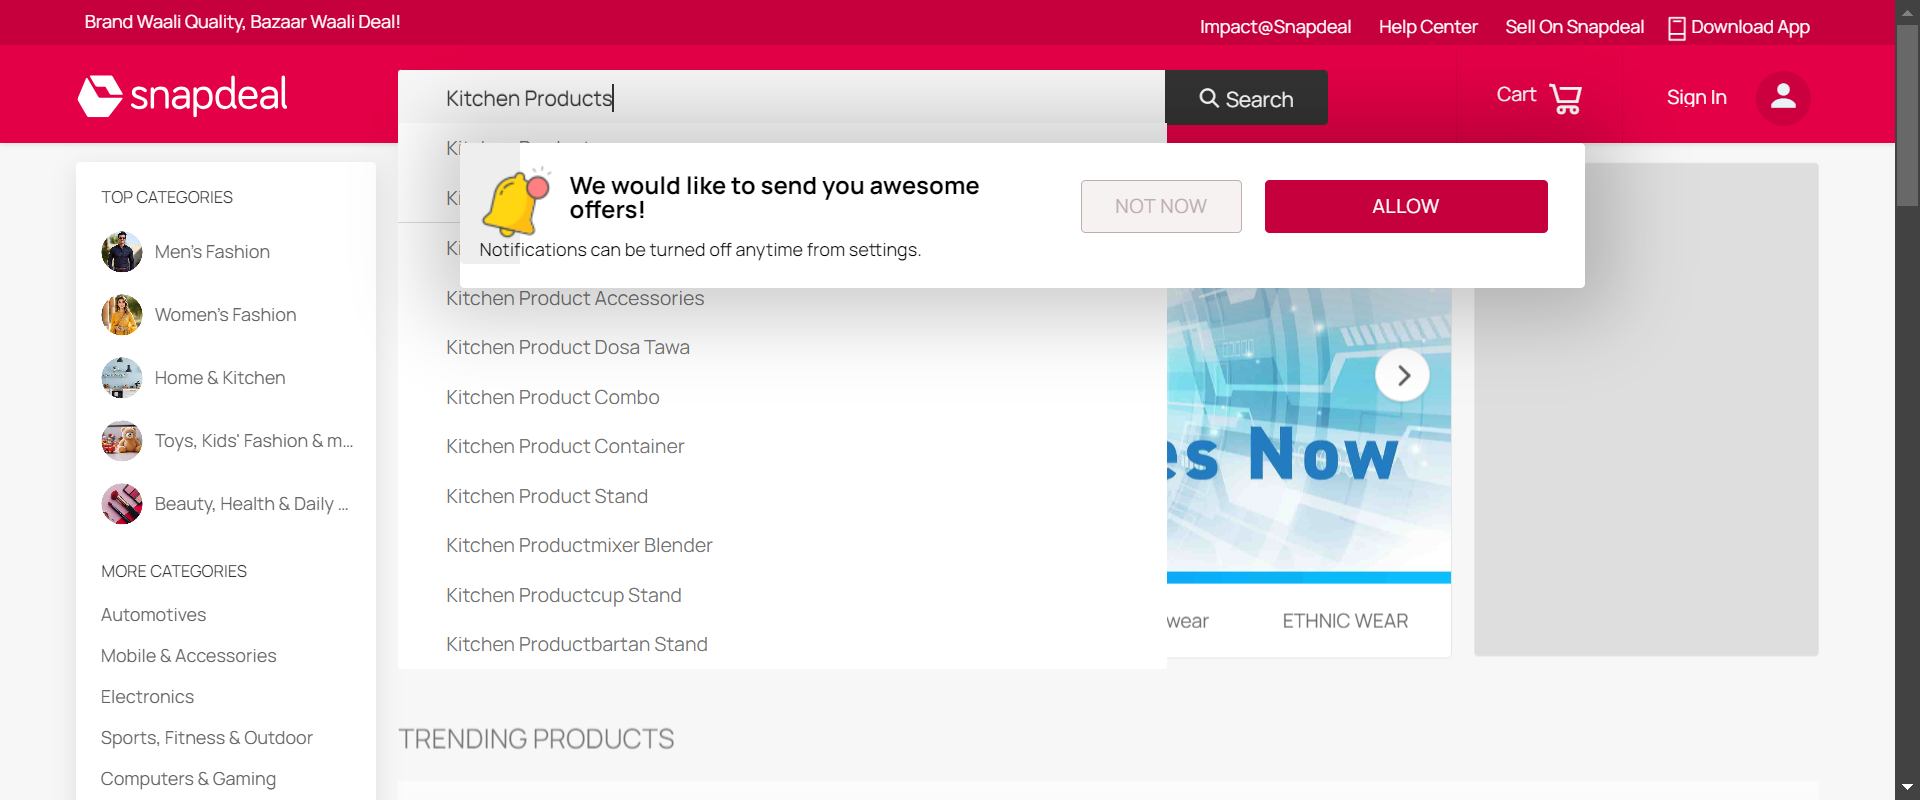 Brand Waali Quality, Bazaar Waali Deal!
Impact@Snapdeal
Help Center
Sell On Snapdeal
Download App
snapdeal
Kitchen Products
Search
Cart
Sign In
We would like to send you awesome
offers!
Notifications can be turned off anytime from settings.
NOT NOW
ALLOW
TOP CATEGORIES
Men's Fashion
Women's Fashion
Home & Kitchen
Toys, Kids' Fashion & m...
Beauty, Health & Daily ...
MORE CATEGORIES
Automotives
Mobile & Accessories
Electronics
Sports, Fitness & Outdoor
Computers & Gaming
Kitchen Product Accessories
Kitchen Product Dosa Tawa
Kitchen Product Combo
Kitchen Product Container
Kitchen Product Stand
Kitchen Productmixer Blender
Kitchen Productcup Stand
Kitchen Productbartan Stand
es Now
wear
ETHNIC WEAR
TRENDING PRODUCTS